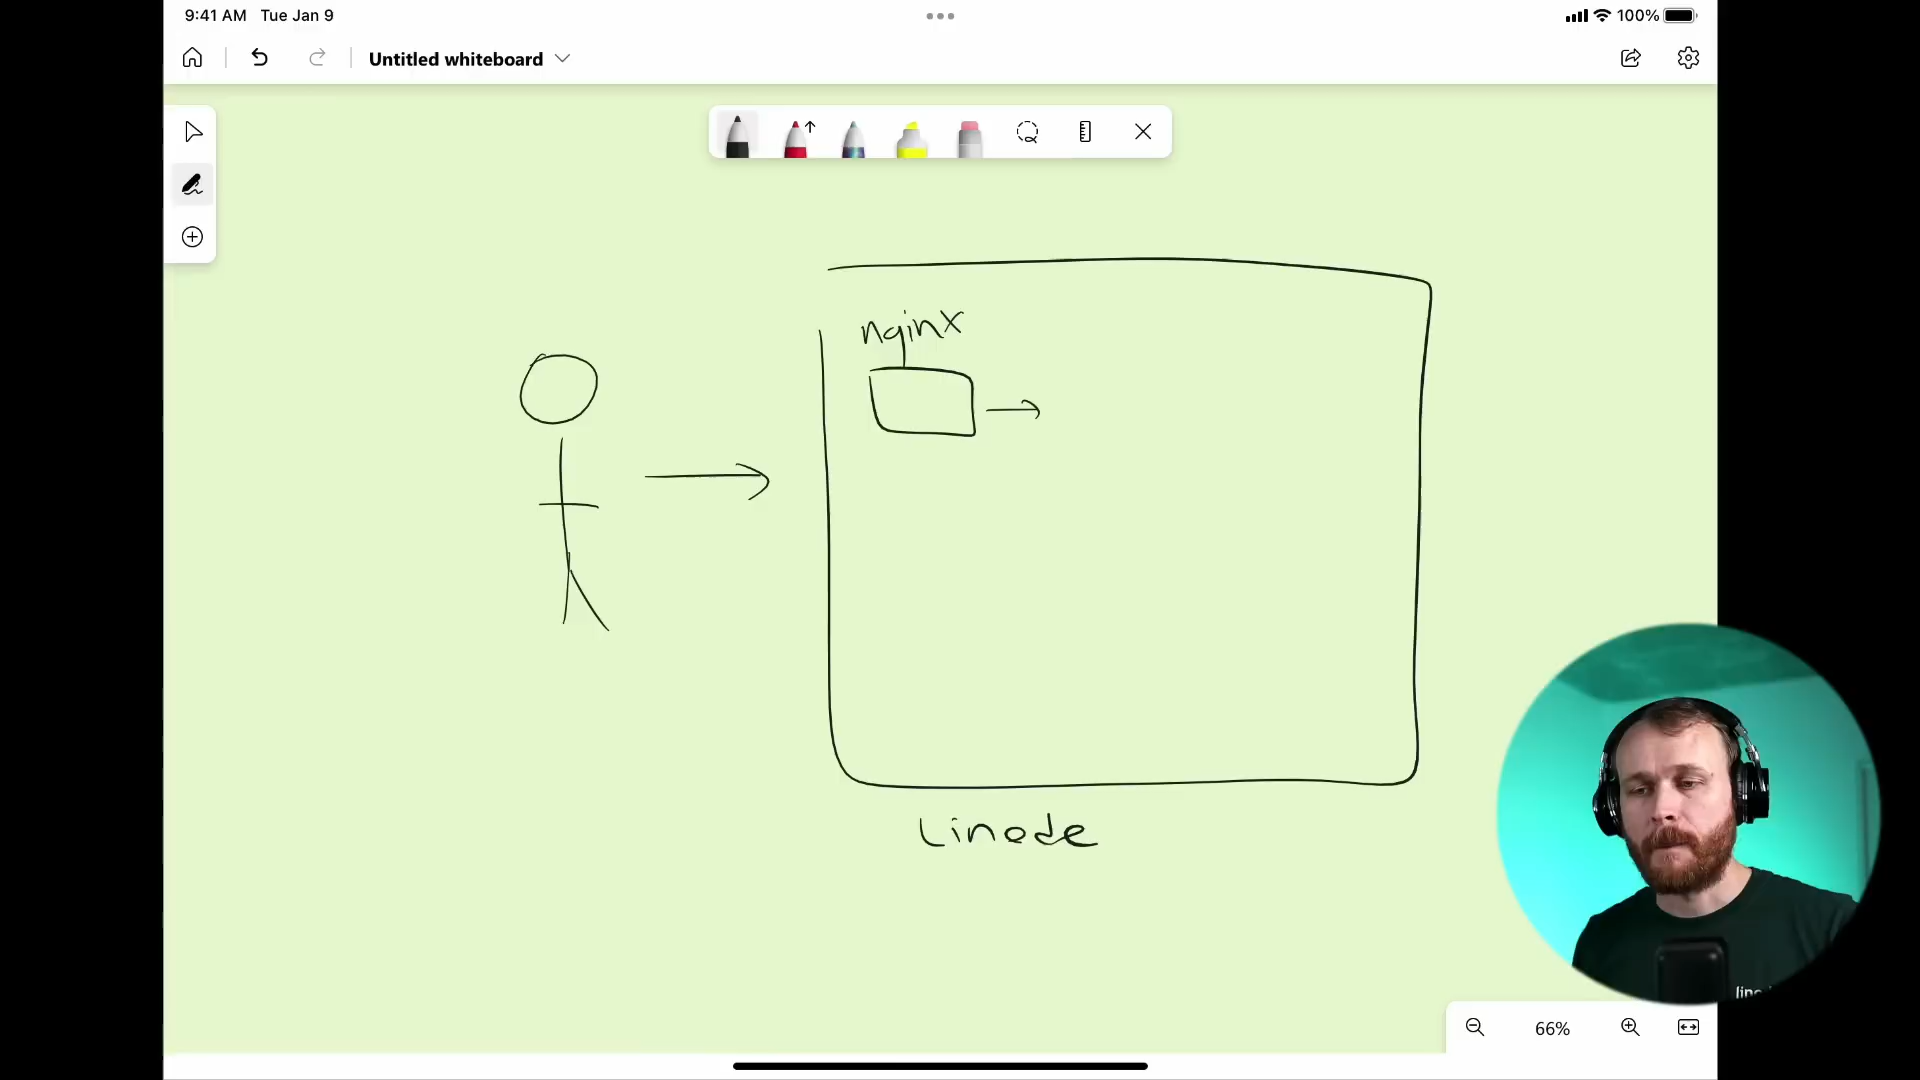 9:41 AM Tue Jan 9
100%
Untitled whiteboard
nginx
Linode
66%